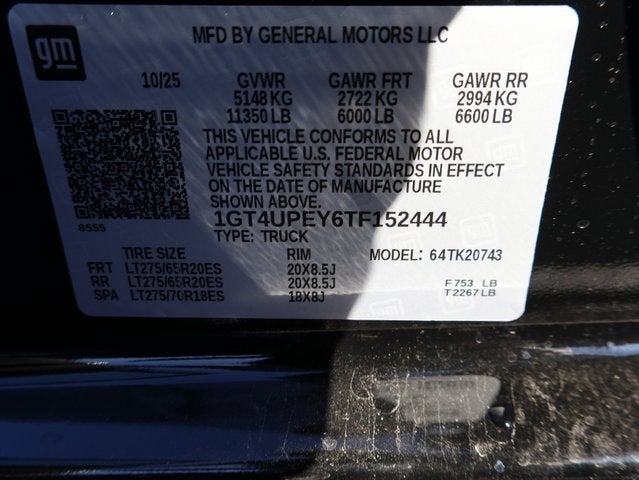 gm
MFD BY GENERAL MOTORS LLC
10/25 GVWR GAWR FRT GAWR RR
5148 KG 2722 KG 2994 KG
11350 LB 6000 LB 6600 LB
THIS VEHICLE CONFORMS TO ALL
APPLICABLE U.S. FEDERAL MOTOR
VEHICLE SAFETY STANDARDS IN EFFECT
ON THE DATE OF MANUFACTURE
SHOWN ABOVE.
8555 1GT4UPEY6TF152444
TYPE: TRUCK
TIRE SIZE RIM MODEL: 64TK20743
FRT LT275/65R20ES 20X8.5J
RR LT275/65R20ES 20X8.5J F 753 LB
SPA LT275/70R18ES 18X8J T 2267 LB